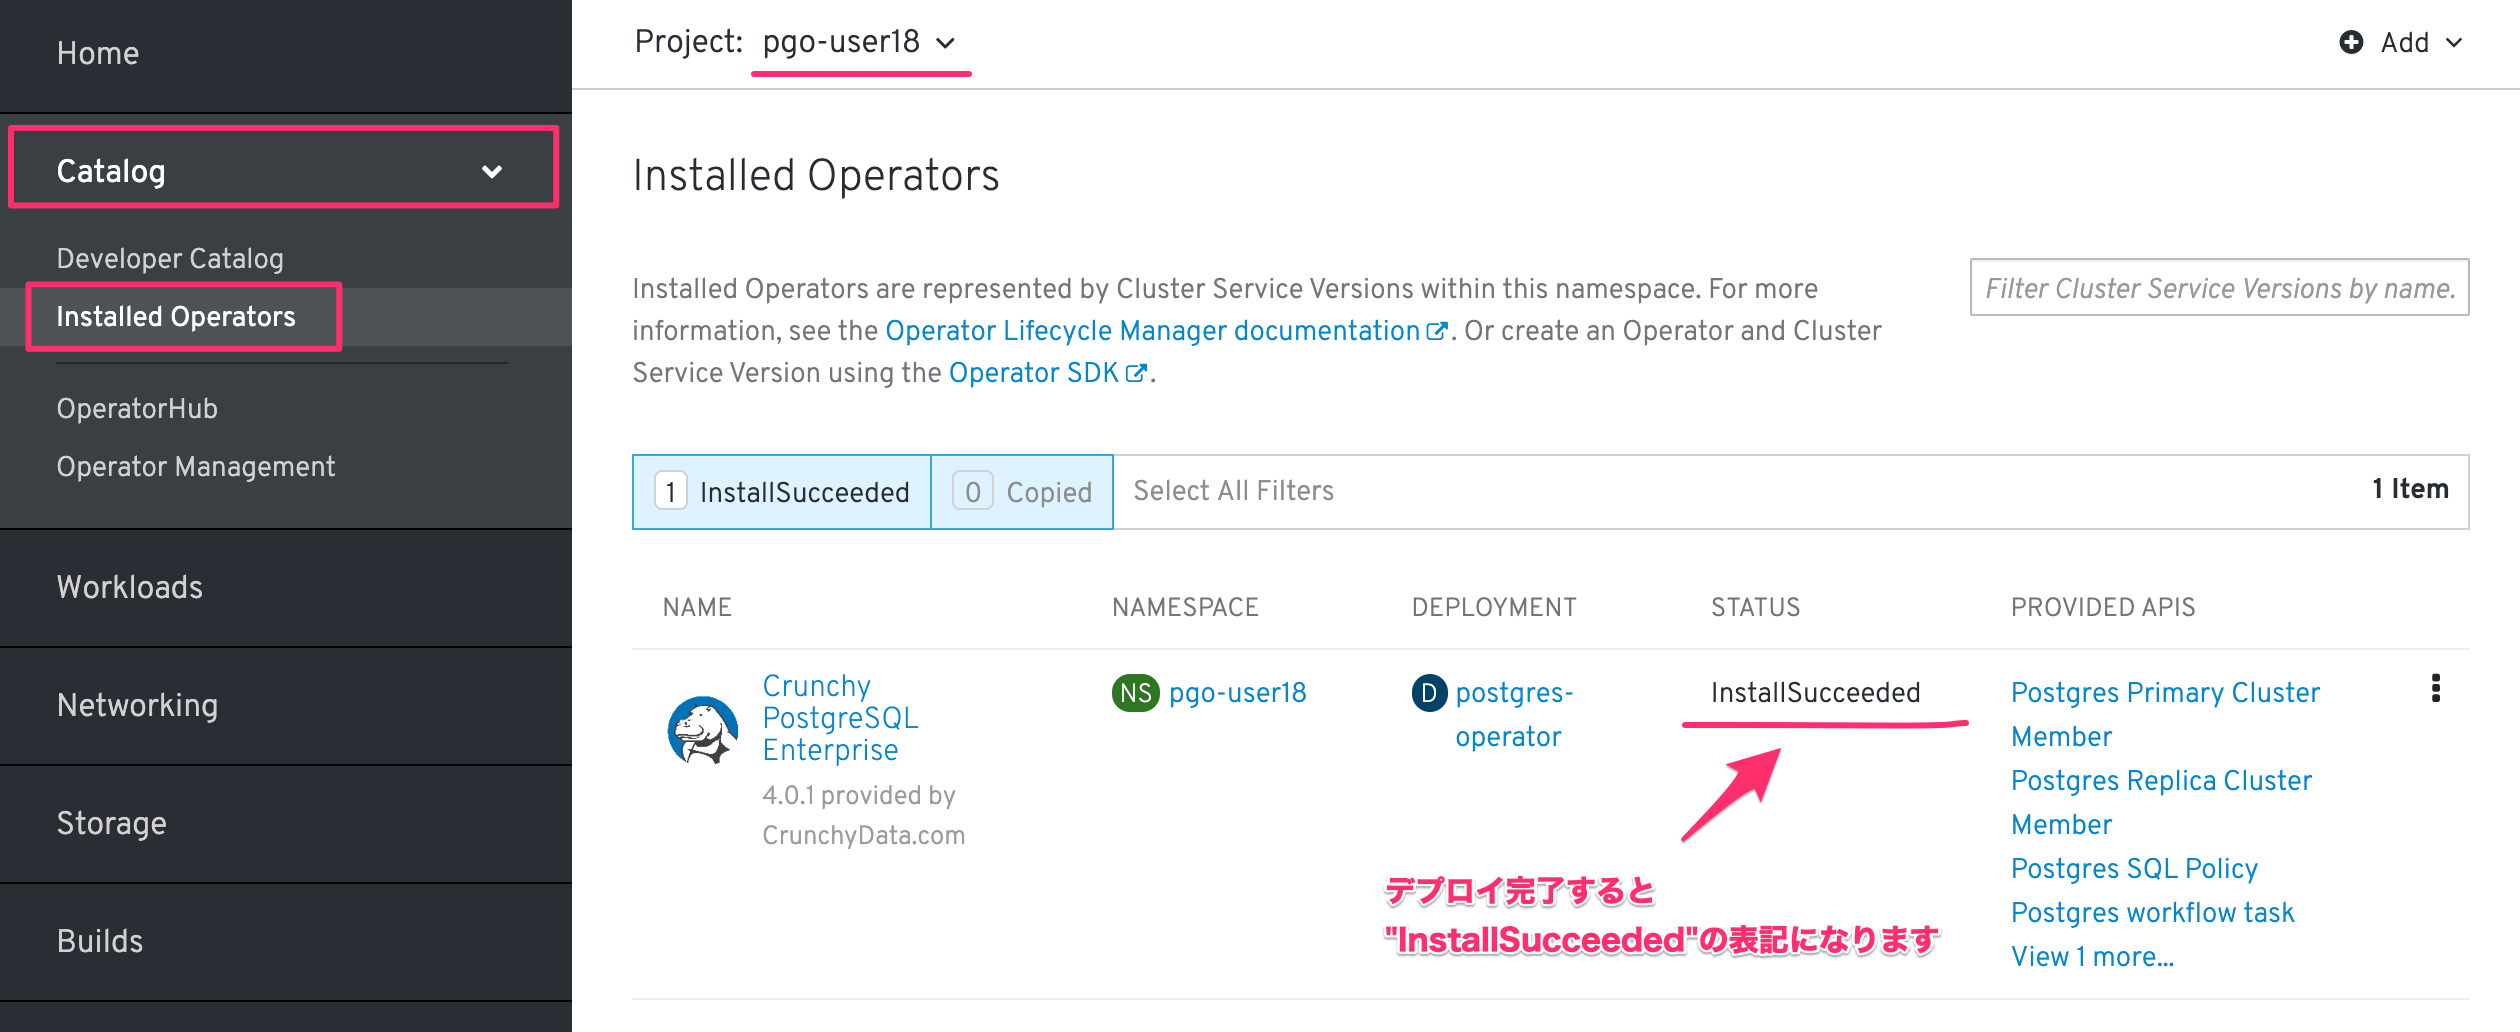 Home
Catalog
Developer Catalog
Installed Operators
OperatorHub
Operator Management
Workloads
Networking
Storage
Builds
Project: pgo-user18
Add
Installed Operators
Installed Operators are represented by Cluster Service Versions within this namespace. For more
information, see the Operator Lifecycle Manager documentation. Or create an Operator and Cluster
Service Version using the Operator SDK.
Filter Cluster Service Versions by name.
1 InstallSucceeded 0 Copied Select All Filters 1 Item
NAME NAMESPACE DEPLOYMENT STATUS PROVIDED APIS
Crunchy
PostgreSQL
Enterprise
4.0.1 provided by
CrunchyData.com
NS pgo-user18
D postgres-
operator
InstallSucceeded
Postgres Primary Cluster
Member
Postgres Replica Cluster
Member
Postgres SQL Policy
Postgres workflow task
View 1 more...
デプロイ完了すると
"InstallSucceeded"の表記になります